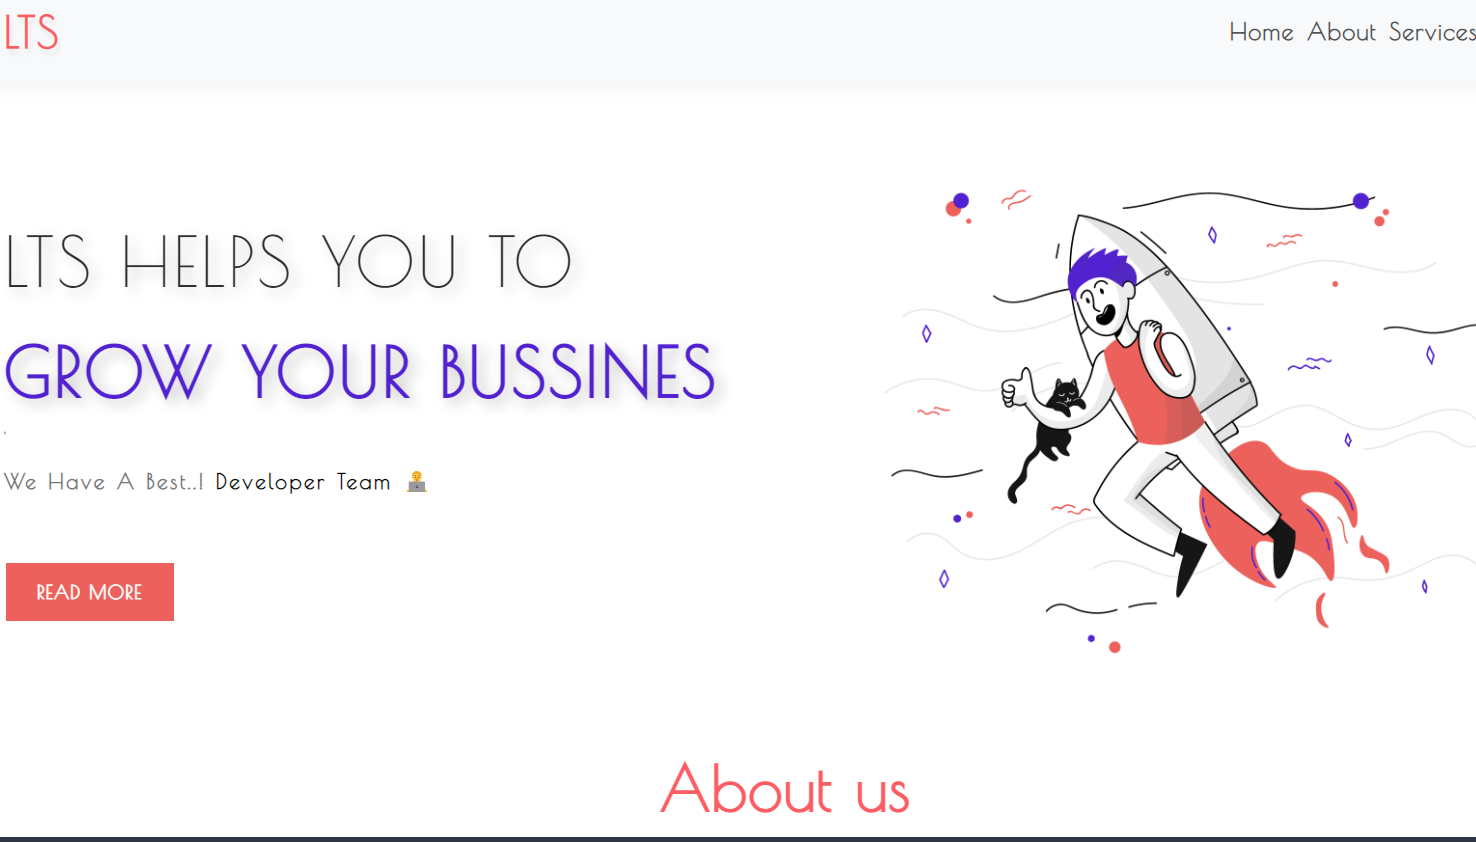 LTS
Home About Services
LTS HELPS YOU TO
GROW YOUR BUSSINES
We Have A Best..! Developer Team 👨‍💻
READ MORE
About us